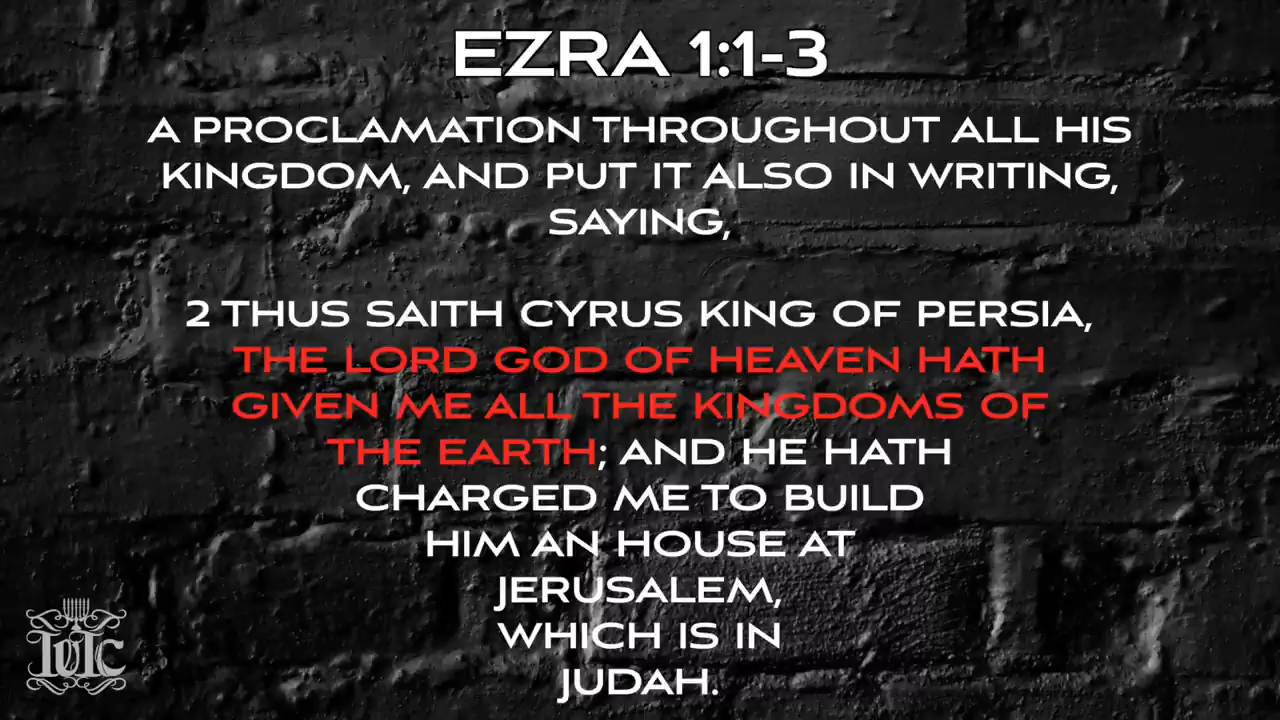 EZRA 1:1-3
A PROCLAMATION THROUGHOUT ALL HIS
KINGDOM, AND PUT IT ALSO IN WRITING,
SAYING,
2 THUS SAITH CYRUS KING OF PERSIA,
THE LORD GOD OF HEAVEN HATH
GIVEN ME ALL THE KINGDOMS OF
THE EARTH; AND HE HATH
CHARGED ME TO BUILD
HIM AN HOUSE AT
JERUSALEM,
WHICH IS IN
JUDAH.
IUIC